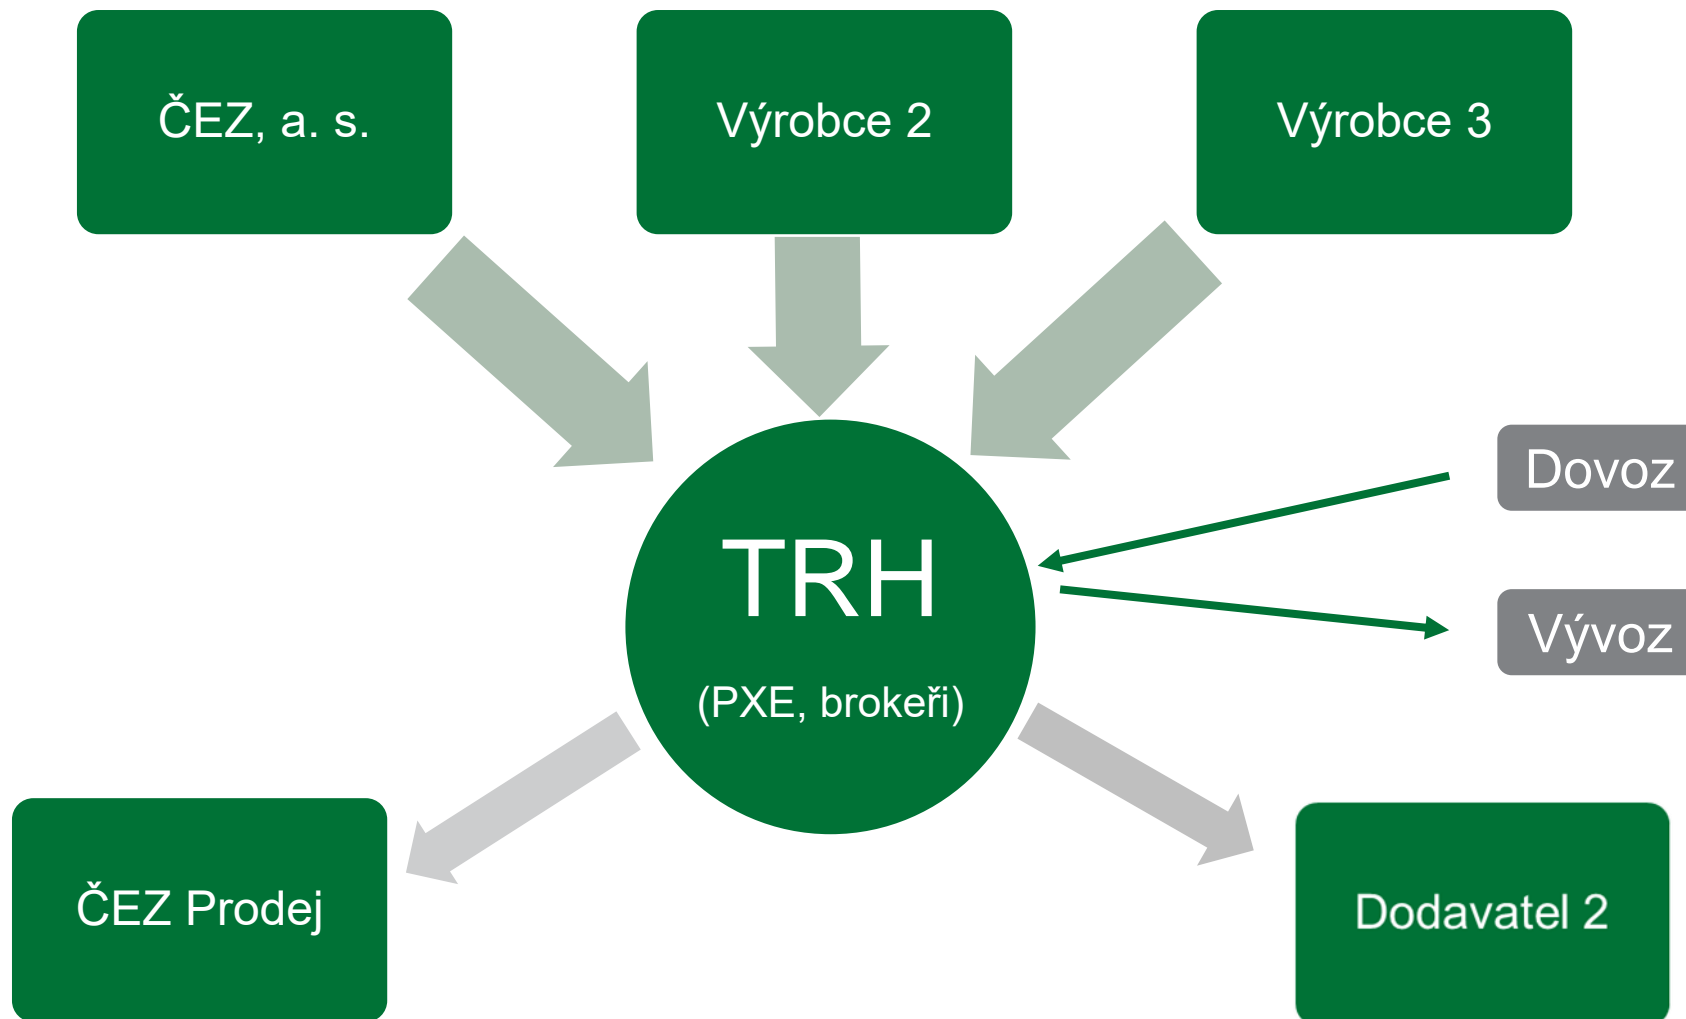 ČEZ, a. s.
Výrobce 2
Výrobce 3
Dovoz
TRH
Vývoz
(PXE, brokeři)
ČEZ Prodej
Dodavatel 2